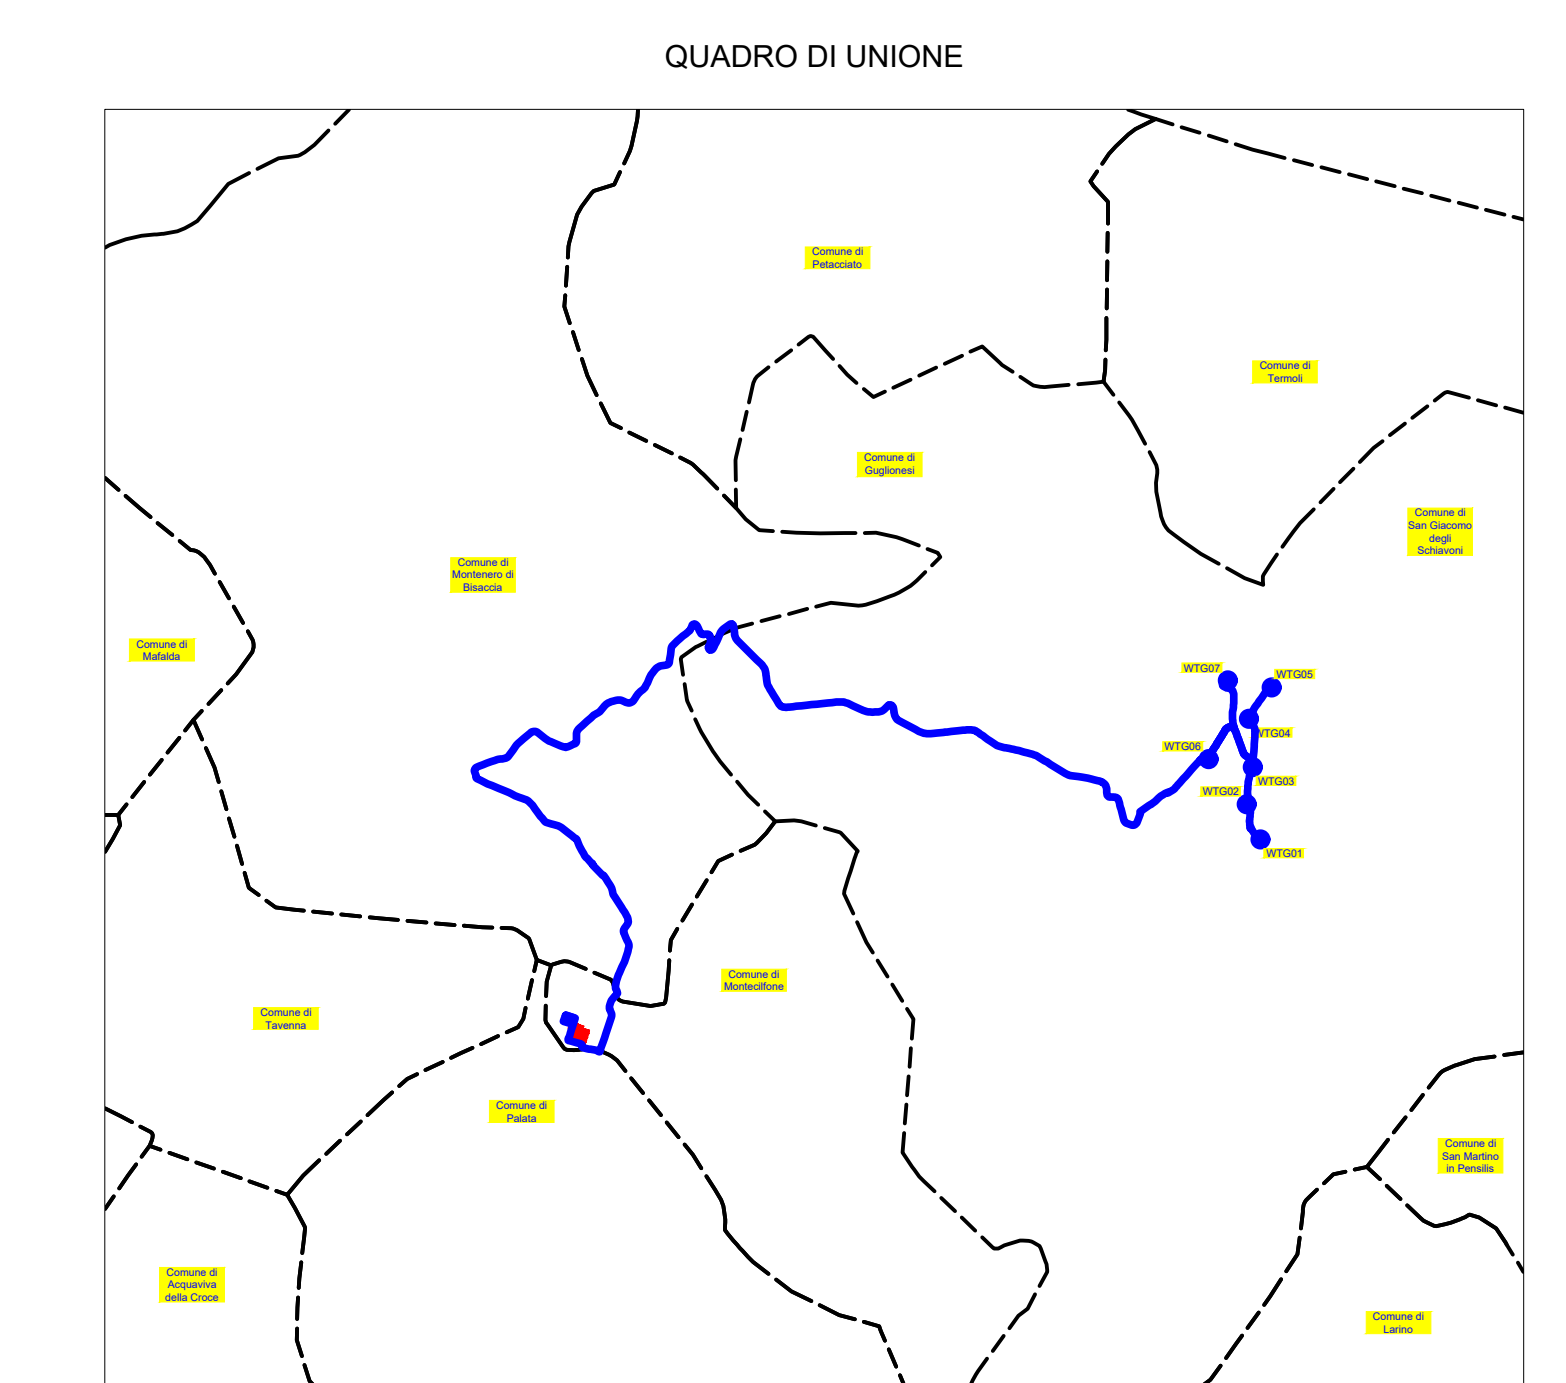 QUADRO DI UNIONE
Comune di
Petacciato
Comune di
Termoli
Comune di
Guglionesi
Comune di
San Giacomo
degli
Schiavoni
Comune di
Montenero di
Bisaccia
Comune di
Mafalda
WTG07
WTG05
WTG04
WTG06
WTG03
WTG02
WTG01
Comune di
Montecilfone
Comune di
Tavenna
Comune di
Palata
Comune di
San Martino
in Pensilis
Comune di
Acquaviva
della Croce
Comune di
Larino